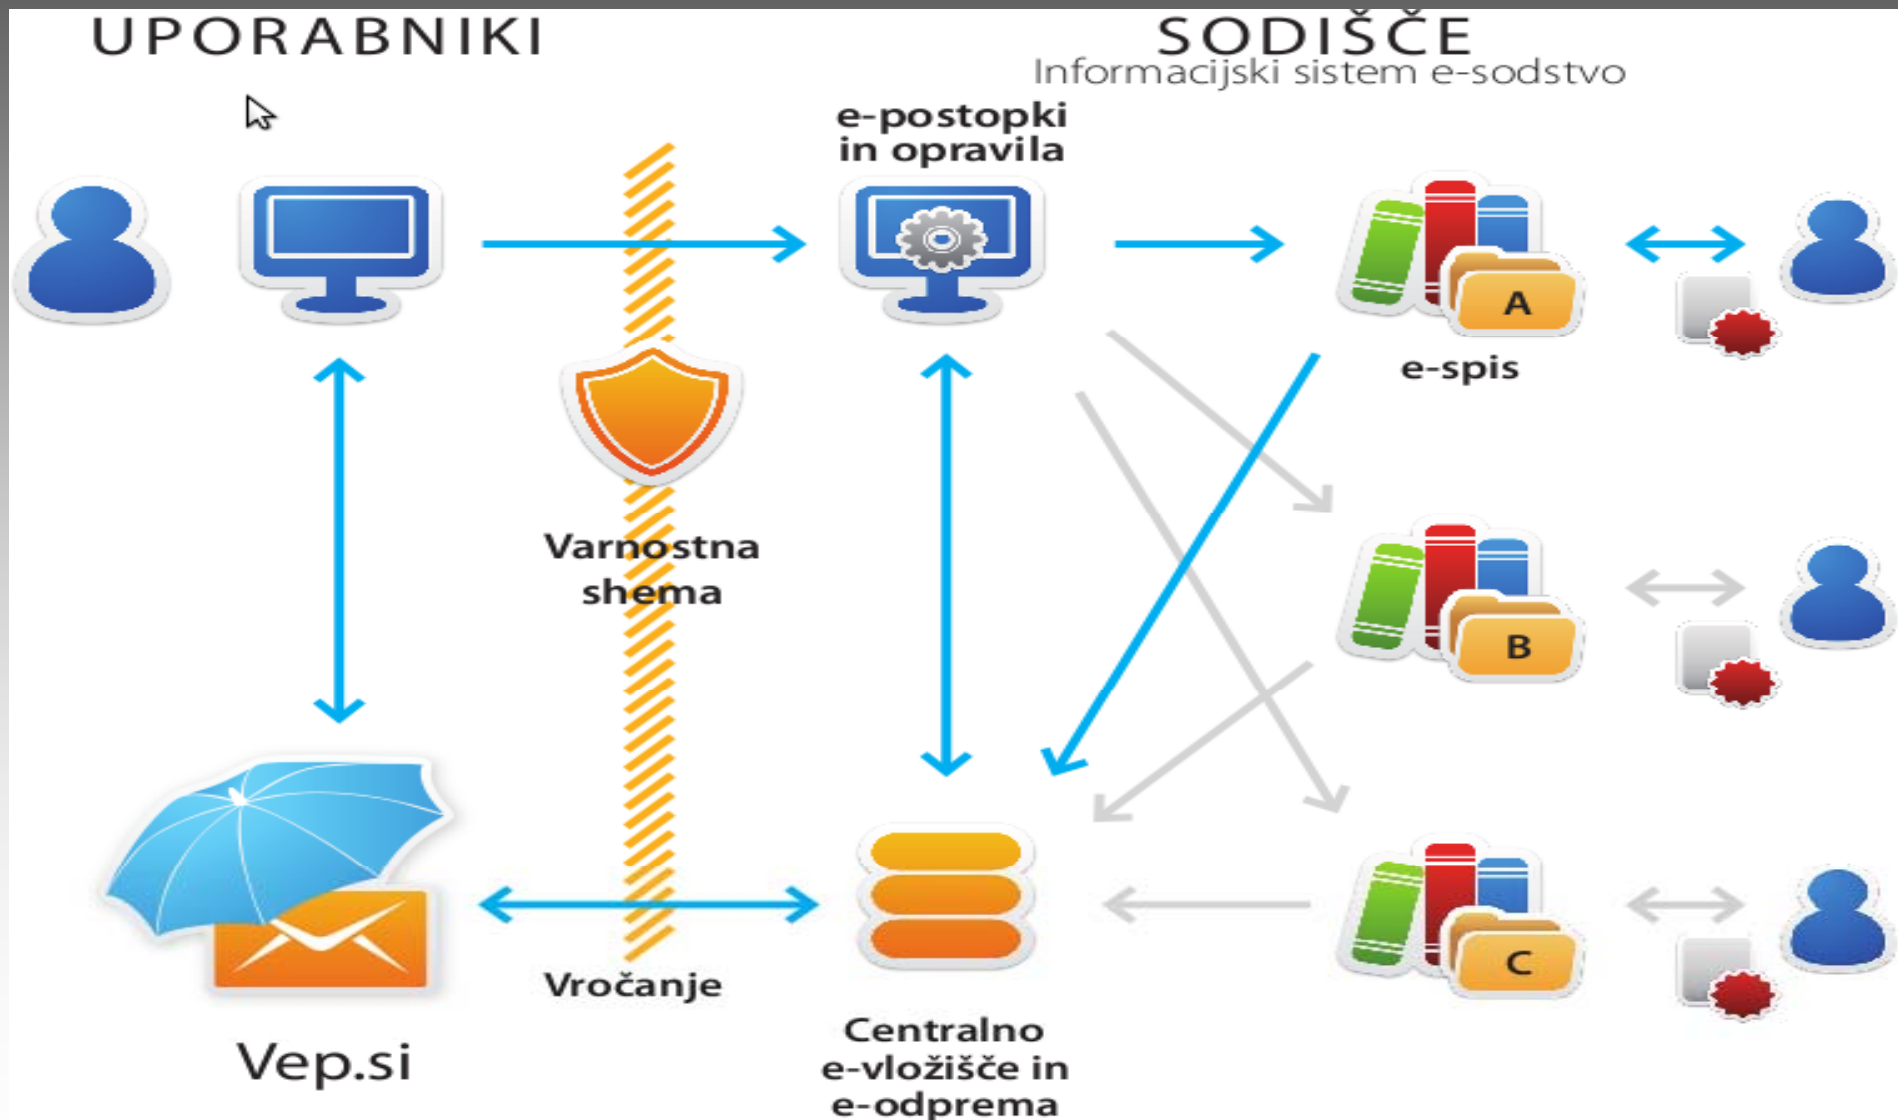 UPORABNIKI
SODIŠČE
Informacijski sistem e-sodstvo
e-postopki
in opravila
A
e-spis
Varnostna
shema
B
C
Vročanje
Vep.si
Centralno
e-vložišče in
e-odprema